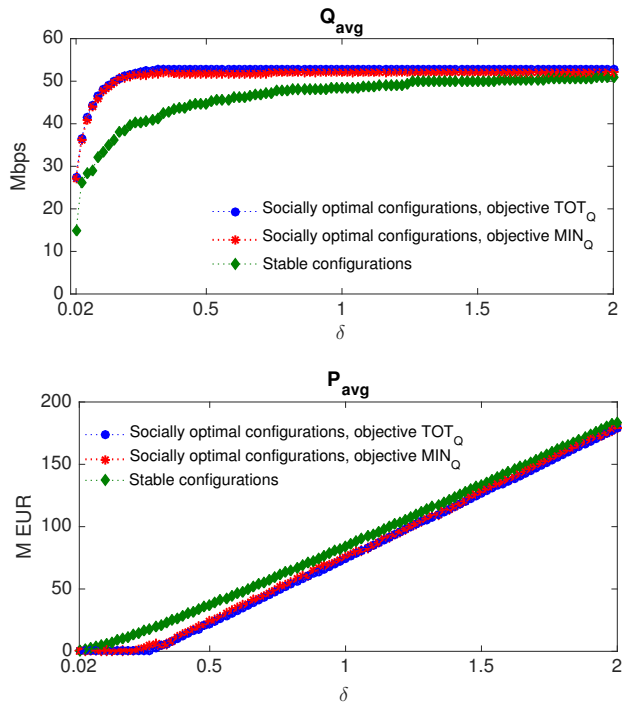 Q_avg
60
50
40
30
20
10
0
Mbps
Socially optimal configurations, objective TOT_Q
Socially optimal configurations, objective MIN_Q
Stable configurations
0.02 0.5 1 1.5 2
δ
P_avg
200
150
100
50
0
M EUR
Socially optimal configurations, objective TOT_Q
Socially optimal configurations, objective MIN_Q
Stable configurations
0.02 0.5 1 1.5 2
δ